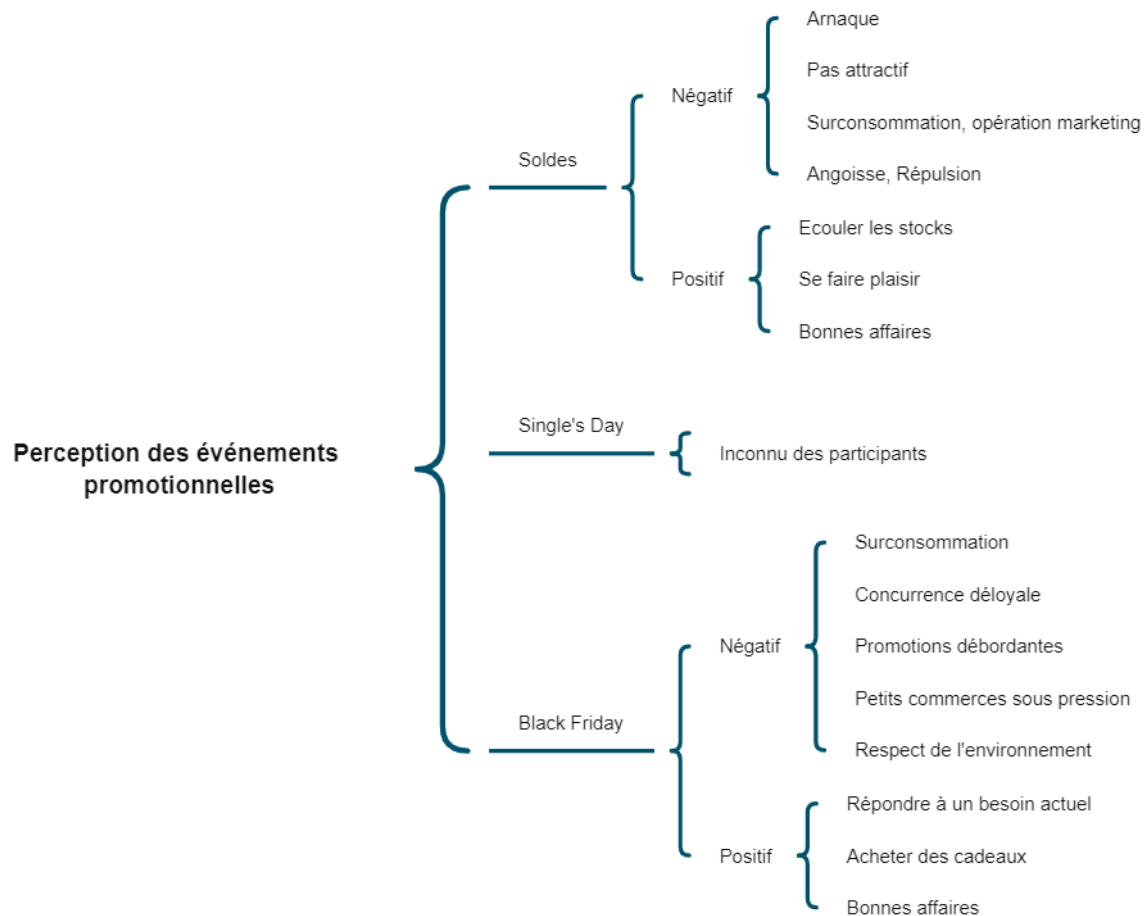 Perception des événements
promotionnelles
Soldes
Négatif
Arnaque
Pas attractif
Surconsommation, opération marketing
Angoisse, Répulsion
Positif
Ecouler les stocks
Se faire plaisir
Bonnes affaires
Single's Day
Inconnu des participants
Black Friday
Négatif
Surconsommation
Concurrence déloyale
Promotions débordantes
Petits commerces sous pression
Respect de l'environnement
Positif
Répondre à un besoin actuel
Acheter des cadeaux
Bonnes affaires